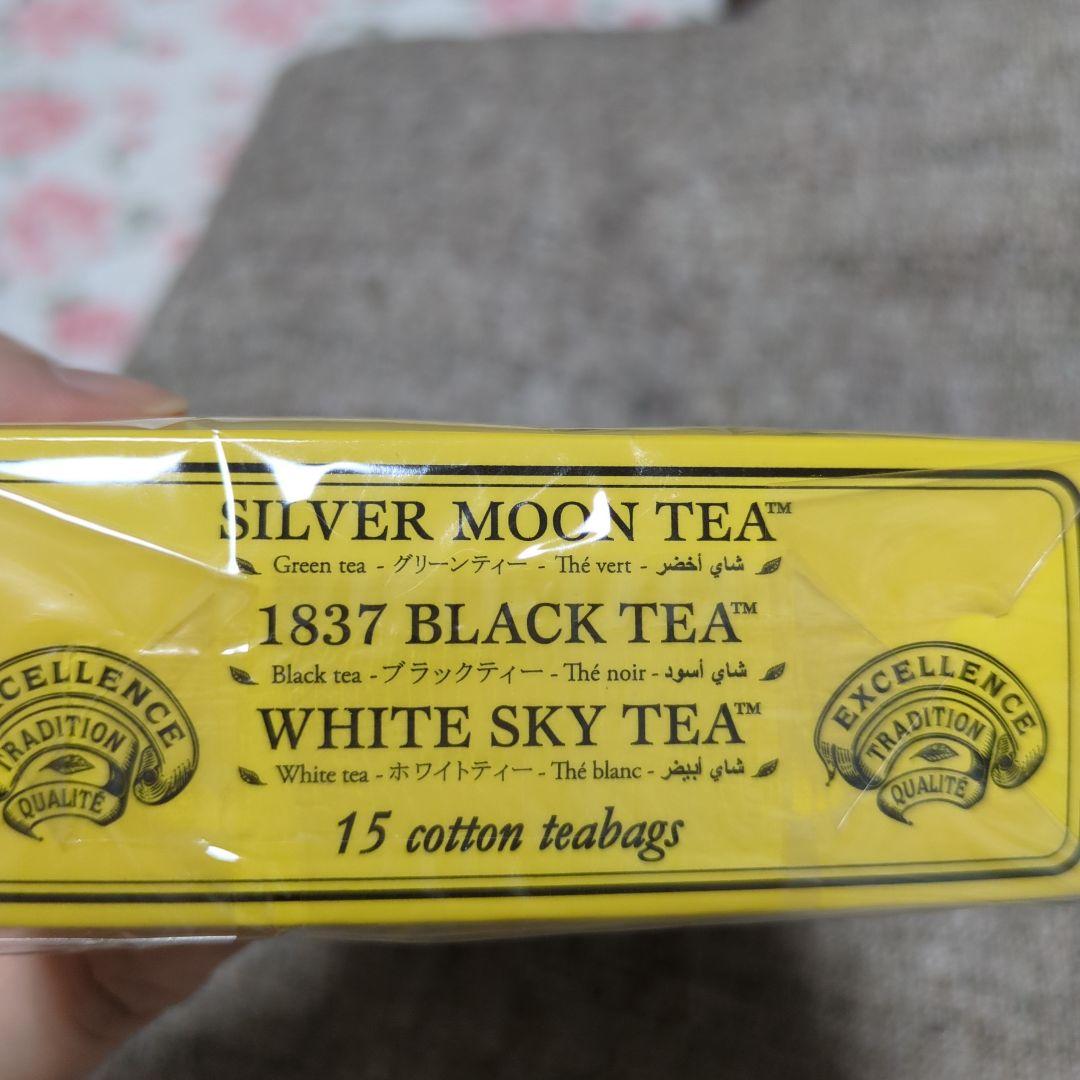 SILVER MOON TEA™
Green tea - グリーンティー - Thé vert - شاي أخضر
1837 BLACK TEA™
Black tea - ブラックティー - Thé noir - شاي أسود
WHITE SKY TEA™
White tea - ホワイトティー - Thé blanc - شاي أبيض
15 cotton teabags
EXCELLENCE
TRADITION
QUALITÉ
EXCELLENCE
TRADITION
QUALITÉ